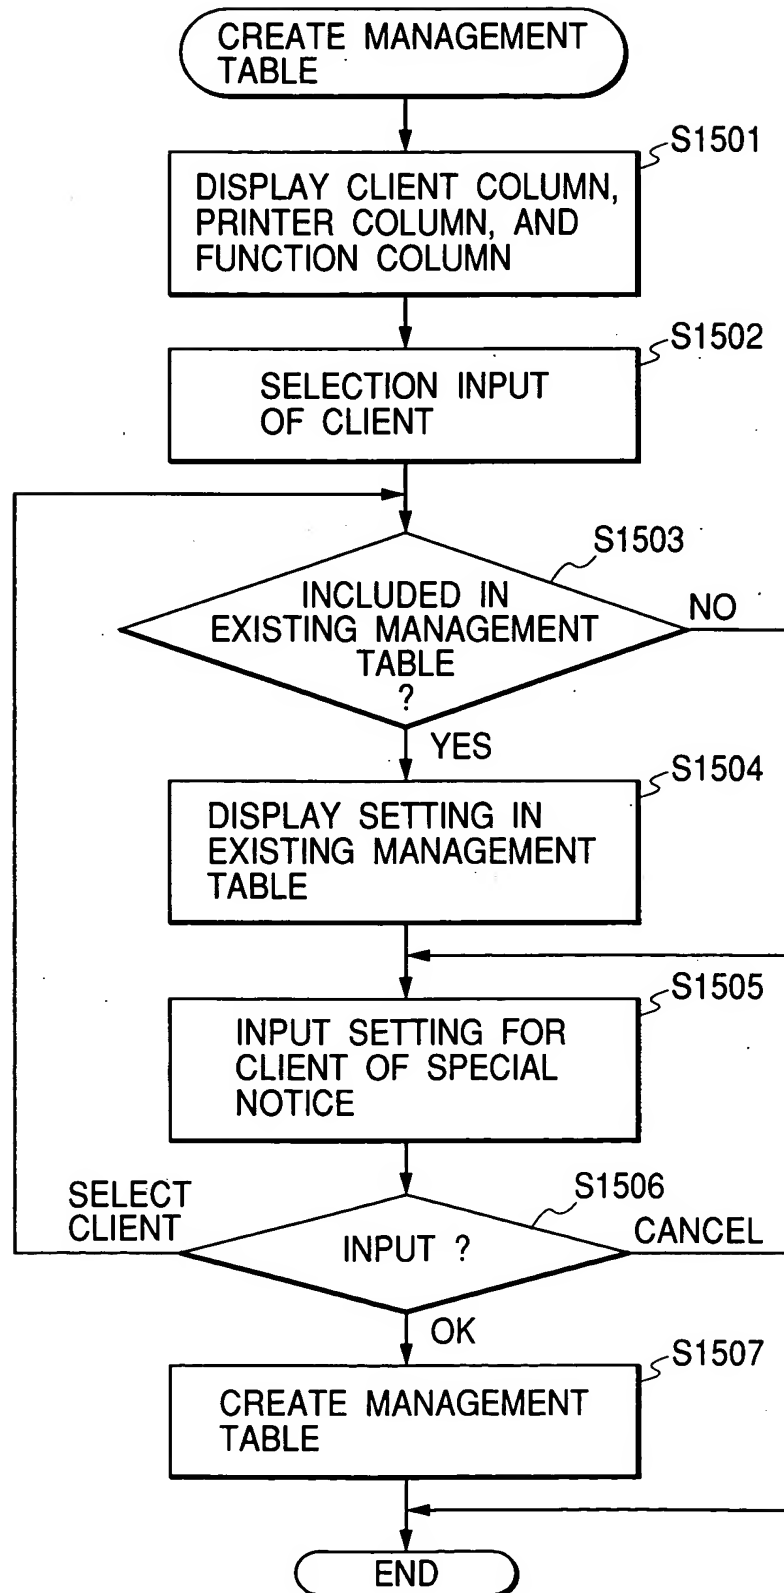 CREATE MANAGEMENT
TABLE
S1501
DISPLAY CLIENT COLUMN,
PRINTER COLUMN, AND
FUNCTION COLUMN
S1502
SELECTION INPUT
OF CLIENT
S1503
INCLUDED IN
EXISTING MANAGEMENT
TABLE
?
NO
YES
S1504
DISPLAY SETTING IN
EXISTING MANAGEMENT
TABLE
S1505
INPUT SETTING FOR
CLIENT OF SPECIAL
NOTICE
SELECT
CLIENT
S1506
INPUT ?
CANCEL
OK
S1507
CREATE MANAGEMENT
TABLE
END